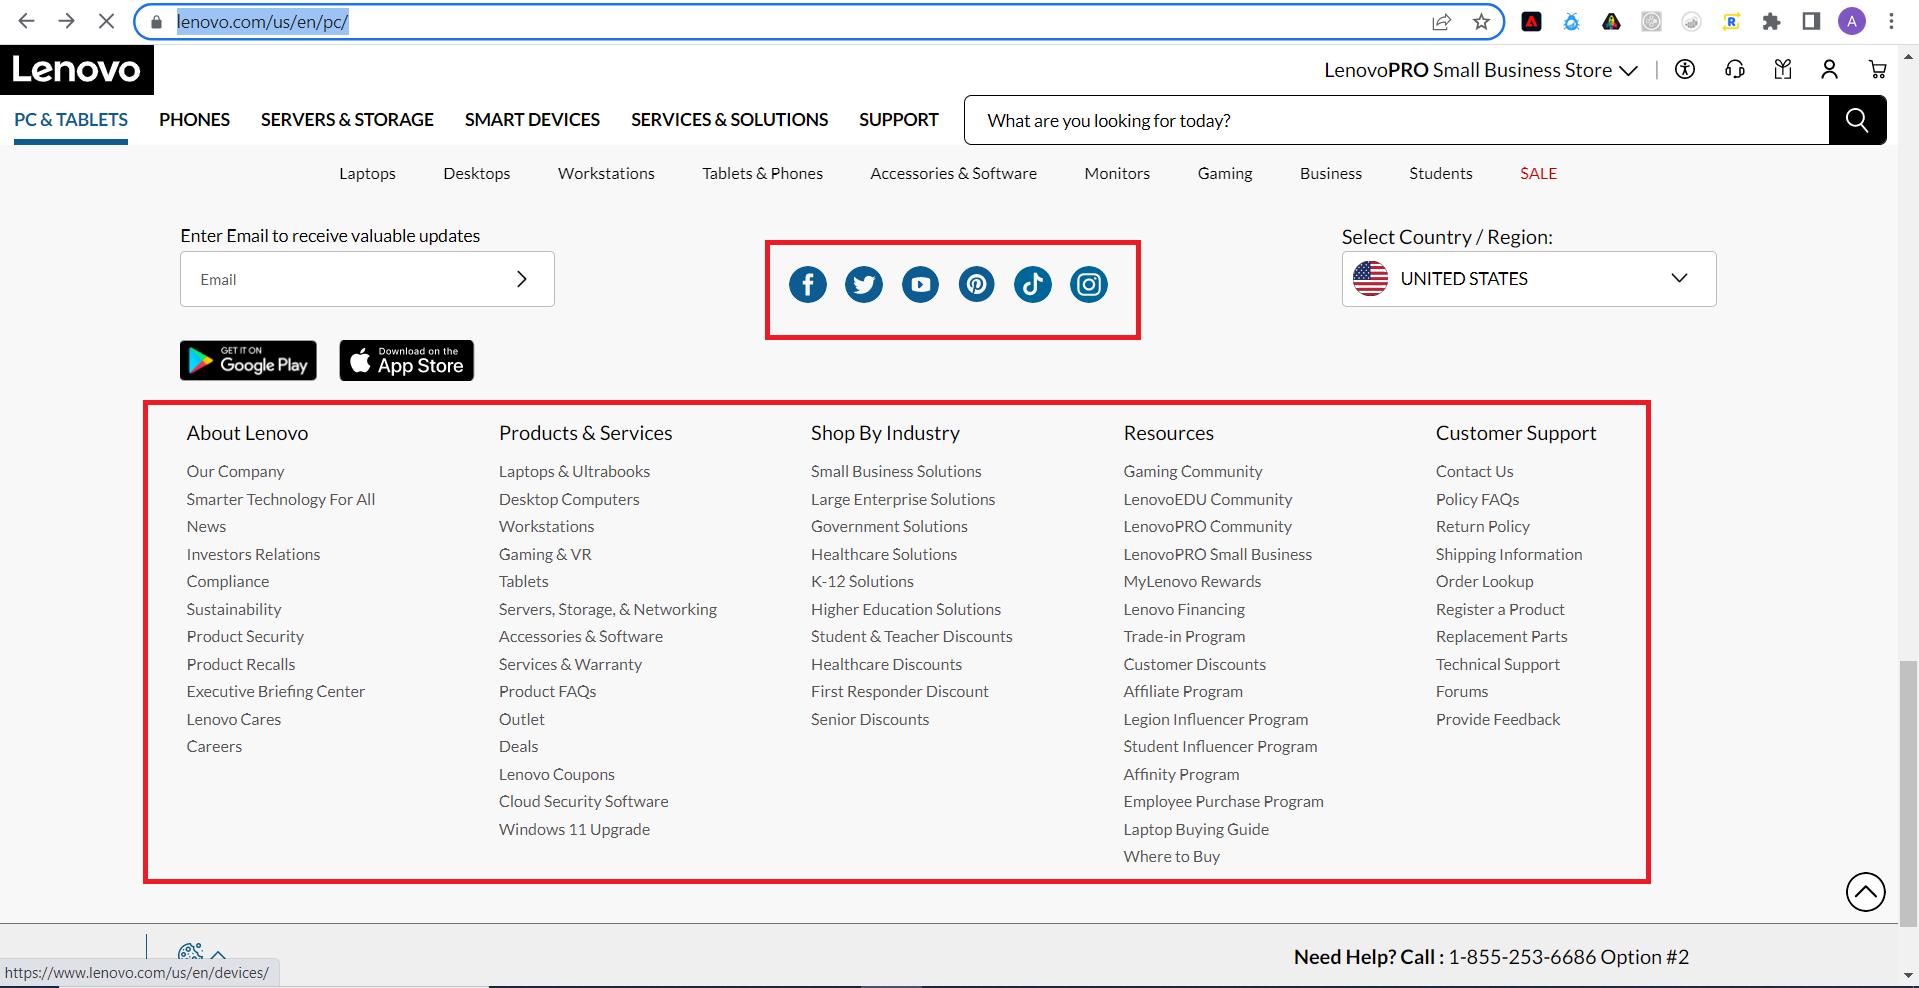 lenovo.com/us/en/pc/
A
Lenovo
LenovoPRO Small Business Store
PC & TABLETS PHONES SERVERS & STORAGE SMART DEVICES SERVICES & SOLUTIONS SUPPORT What are you looking for today?
Laptops Desktops Workstations Tablets & Phones Accessories & Software Monitors Gaming Business Students SALE
Enter Email to receive valuable updates
Email
Select Country / Region:
UNITED STATES
GET IT ON
Google Play
Download on the
App Store
About Lenovo
Our Company
Smarter Technology For All
News
Investors Relations
Compliance
Sustainability
Product Security
Product Recalls
Executive Briefing Center
Lenovo Cares
Careers
Products & Services
Laptops & Ultrabooks
Desktop Computers
Workstations
Gaming & VR
Tablets
Servers, Storage, & Networking
Accessories & Software
Services & Warranty
Product FAQs
Outlet
Deals
Lenovo Coupons
Cloud Security Software
Windows 11 Upgrade
Shop By Industry
Small Business Solutions
Large Enterprise Solutions
Government Solutions
Healthcare Solutions
K-12 Solutions
Higher Education Solutions
Student & Teacher Discounts
Healthcare Discounts
First Responder Discount
Senior Discounts
Resources
Gaming Community
LenovoEDU Community
LenovoPRO Community
LenovoPRO Small Business
MyLenovo Rewards
Lenovo Financing
Trade-in Program
Customer Discounts
Affiliate Program
Legion Influencer Program
Student Influencer Program
Affinity Program
Employee Purchase Program
Laptop Buying Guide
Where to Buy
Customer Support
Contact Us
Policy FAQs
Return Policy
Shipping Information
Order Lookup
Register a Product
Replacement Parts
Technical Support
Forums
Provide Feedback
Need Help? Call : 1-855-253-6686 Option #2
https://www.lenovo.com/us/en/devices/